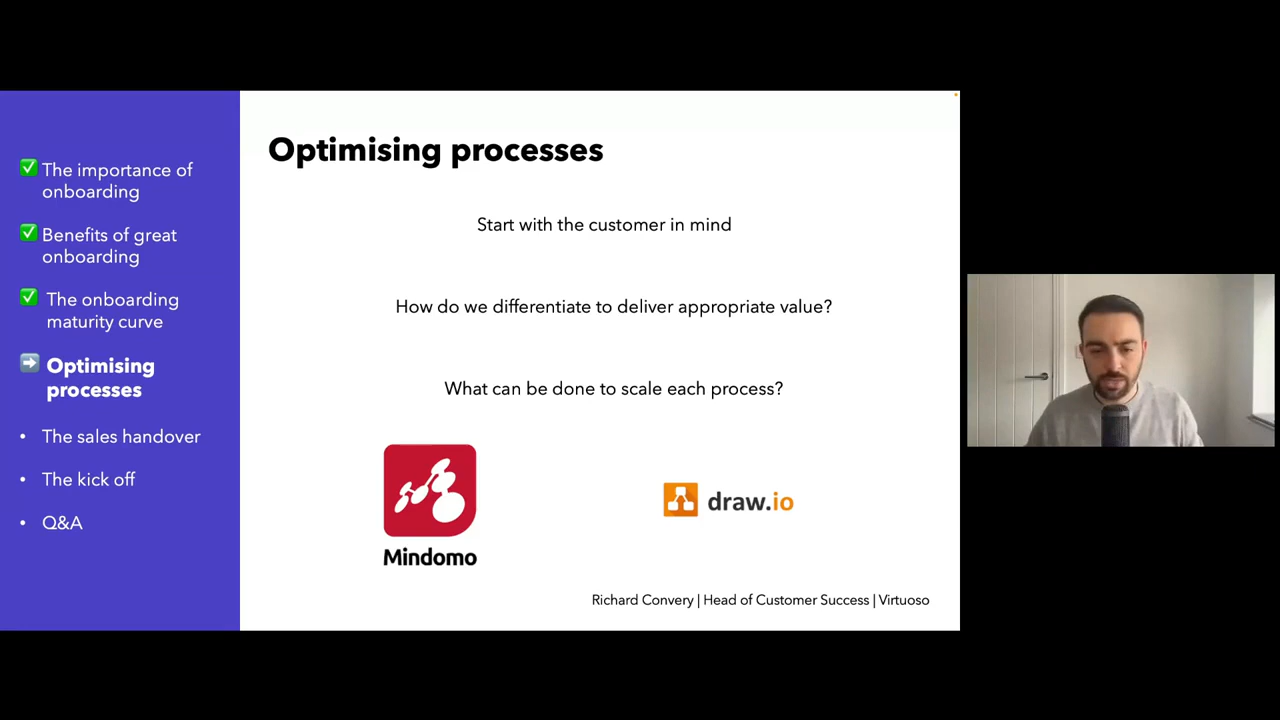 The importance of
onboarding
Benefits of great
onboarding
The onboarding
maturity curve
Optimising
processes
• The sales handover
• The kick off
• Q&A
Optimising processes
Start with the customer in mind
How do we differentiate to deliver appropriate value?
What can be done to scale each process?
Mindomo
draw.io
Richard Convery | Head of Customer Success | Virtuoso